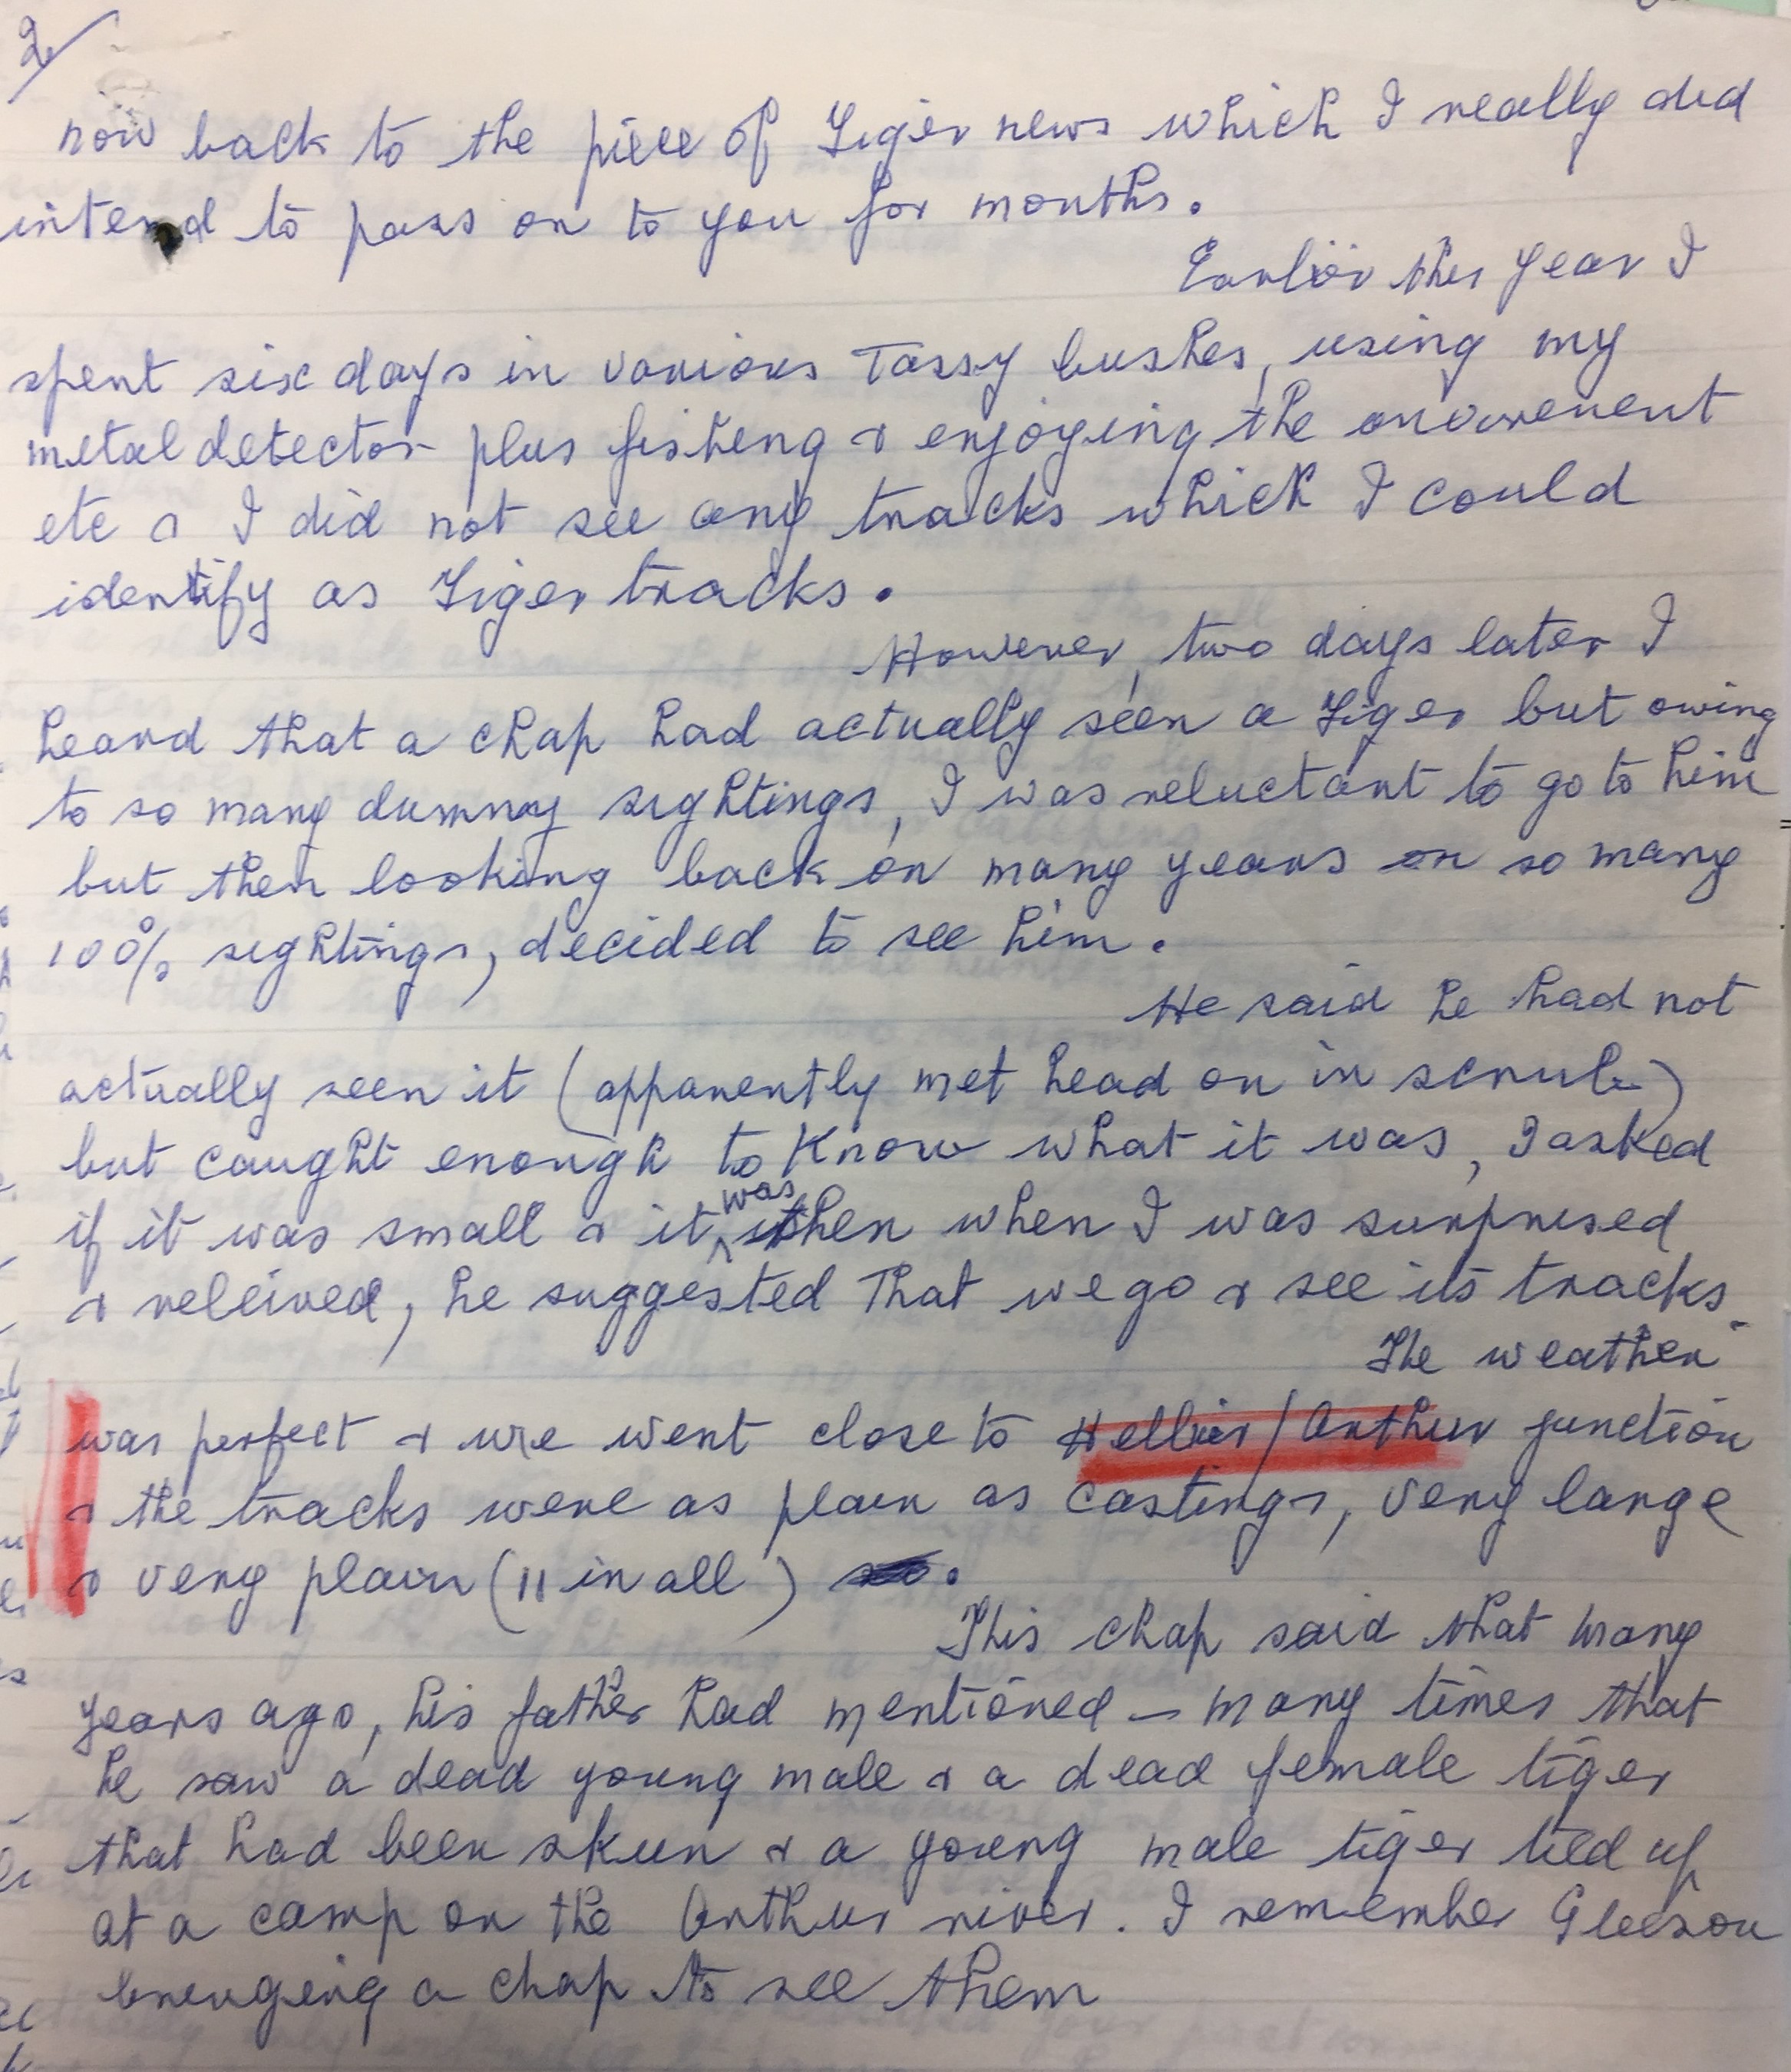 2/
now back to the piece of Tiger news which I really did
intend to pass on to you for months.
Earlier this year I
spent six days in various Tassy bushes, using my
metal detector plus fisheng & enjoying the
etc & I did not see any tracks which I could
identify as Tiger tracks.
However, two days later I
heard that a chap had actually seen a Tiger but owing
to so many dummy sightings, I was reluctant to go to him
but then looking back on many years on so many
100% sightings, decided to see him.
He said he had not
actually seen it (apparently met head on in scrub)
but caught enough to know what it was, I asked
if it was small & it was then when I was surprised
& releived, he suggested that we go & see its tracks.
The weather
was perfect & we went close to Hellier/Arthur junction
& the tracks were as plain as castings, very large
& very plain (11 in all).
This chap said that many
years ago, his father had mentioned - many times that
he saw a dead young male & a dead female tiger
that had been skun & a young male tiger tied up
at a camp on the Arthur river. I remember Gleeson
a chap to see them